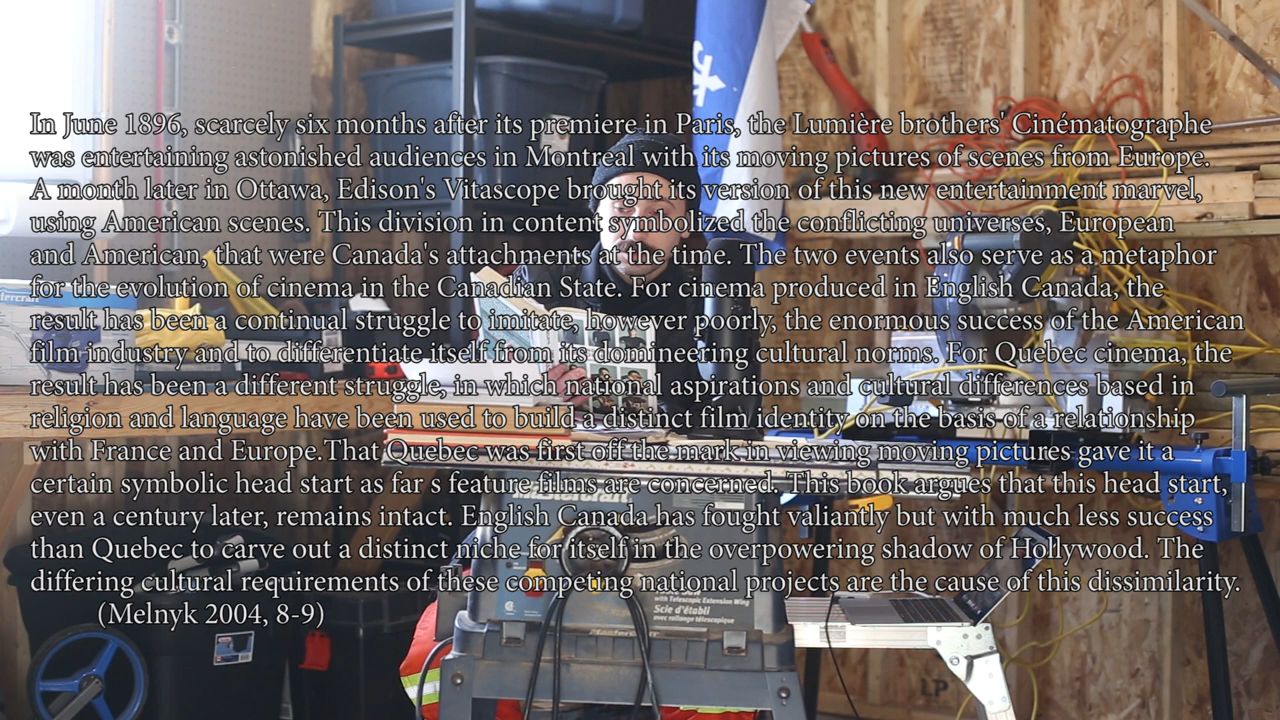 In June 1896, scarcely six months after its premiere in Paris, the Lumière brothers' Cinématographe
was entertaining astonished audiences in Montreal with its moving pictures of scenes from Europe.
A month later in Ottawa, Edison's Vitascope brought its version of this new entertainment marvel,
using American scenes. This division in content symbolized the conflicting universes, European
and American, that were Canada's attachments at the time. The two events also serve as a metaphor
for the evolution of cinema in the Canadian State. For cinema produced in English Canada, the
result has been a continual struggle to imitate, however poorly, the enormous success of the American
film industry and to differentiate itself from its domineering cultural norms. For Quebec cinema, the
result has been a different struggle, in which national aspirations and cultural differences based in
religion and language have been used to build a distinct film identity on the basis of a relationship
with France and Europe.That Quebec was first off the mark in viewing moving pictures gave it a
certain symbolic head start as far s feature films are concerned. This book argues that this head start,
even a century later, remains intact. English Canada has fought valiantly but with much less success
than Quebec to carve out a distinct niche for itself in the overpowering shadow of Hollywood. The
differing cultural requirements of these competing national projects are the cause of this dissimilarity.
(Melnyk 2004, 8-9)
Mastercraft
with Telescopic Extension Wing
Scie d'établi
avec rallonge télescopique
LP